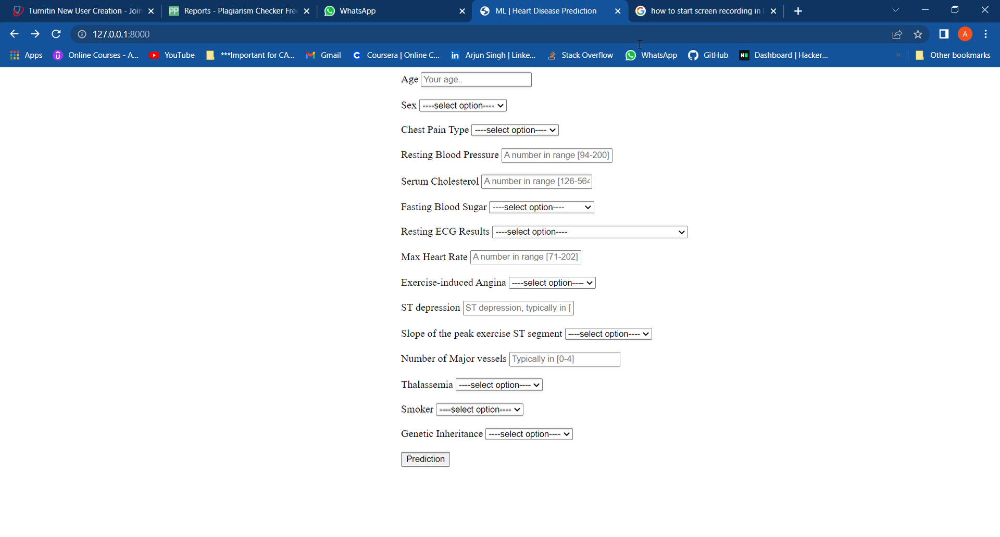 Turnitin New User Creation - Join
Reports - Plagiarism Checker Free
WhatsApp
ML | Heart Disease Prediction
how to start screen recording in
127.0.0.1:8000
A
Apps
Online Courses - A...
YouTube
***Important for CA...
Gmail
Coursera | Online C...
Arjun Singh | Linke...
Stack Overflow
WhatsApp
GitHub
Dashboard | Hacker...
»
Other bookmarks
Age Your age..
Sex ----select option----
Chest Pain Type ----select option----
Resting Blood Pressure A number in range [94-200]
Serum Cholesterol A number in range [126-564
Fasting Blood Sugar ----select option----
Resting ECG Results ----select option----
Max Heart Rate A number in range [71-202]
Exercise-induced Angina ----select option----
ST depression ST depression, typically in [
Slope of the peak exercise ST segment ----select option----
Number of Major vessels Typically in [0-4]
Thalassemia ----select option----
Smoker ----select option----
Genetic Inheritance ----select option----
Prediction